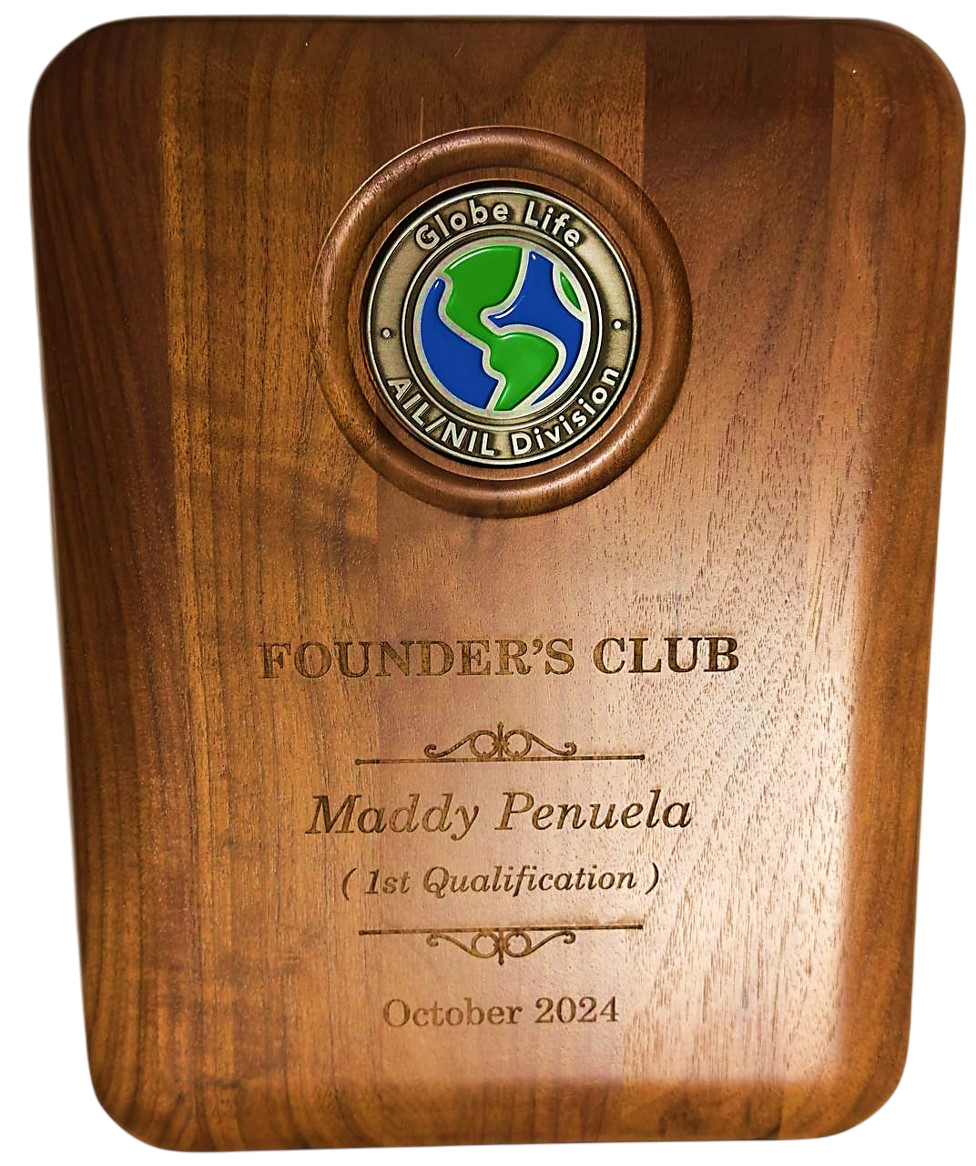 Globe Life
AIL/NIL Division
FOUNDER'S CLUB
Maddy Penuela
( 1st Qualification )
October 2024